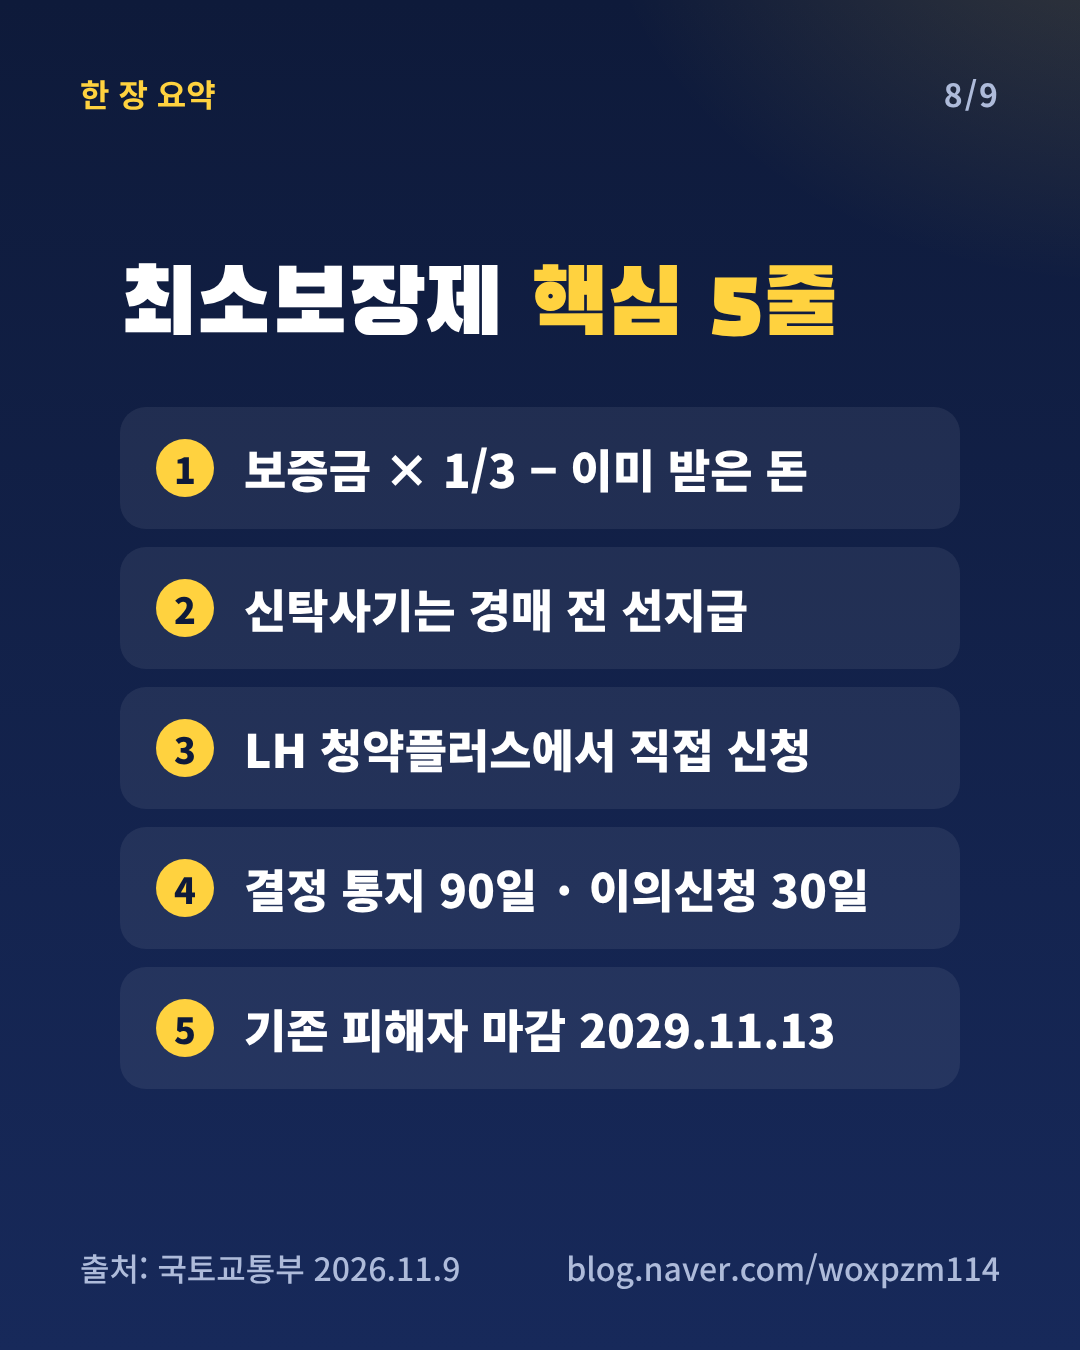 한 장 요약
8/9
최소보장제 핵심 5줄
1 보증금 × 1/3 − 이미 받은 돈
2 신탁사기는 경매 전 선지급
3 LH 청약플러스에서 직접 신청
4 결정 통지 90일 · 이의신청 30일
5 기존 피해자 마감 2029.11.13
출처: 국토교통부 2026.11.9
blog.naver.com/woxpzm114